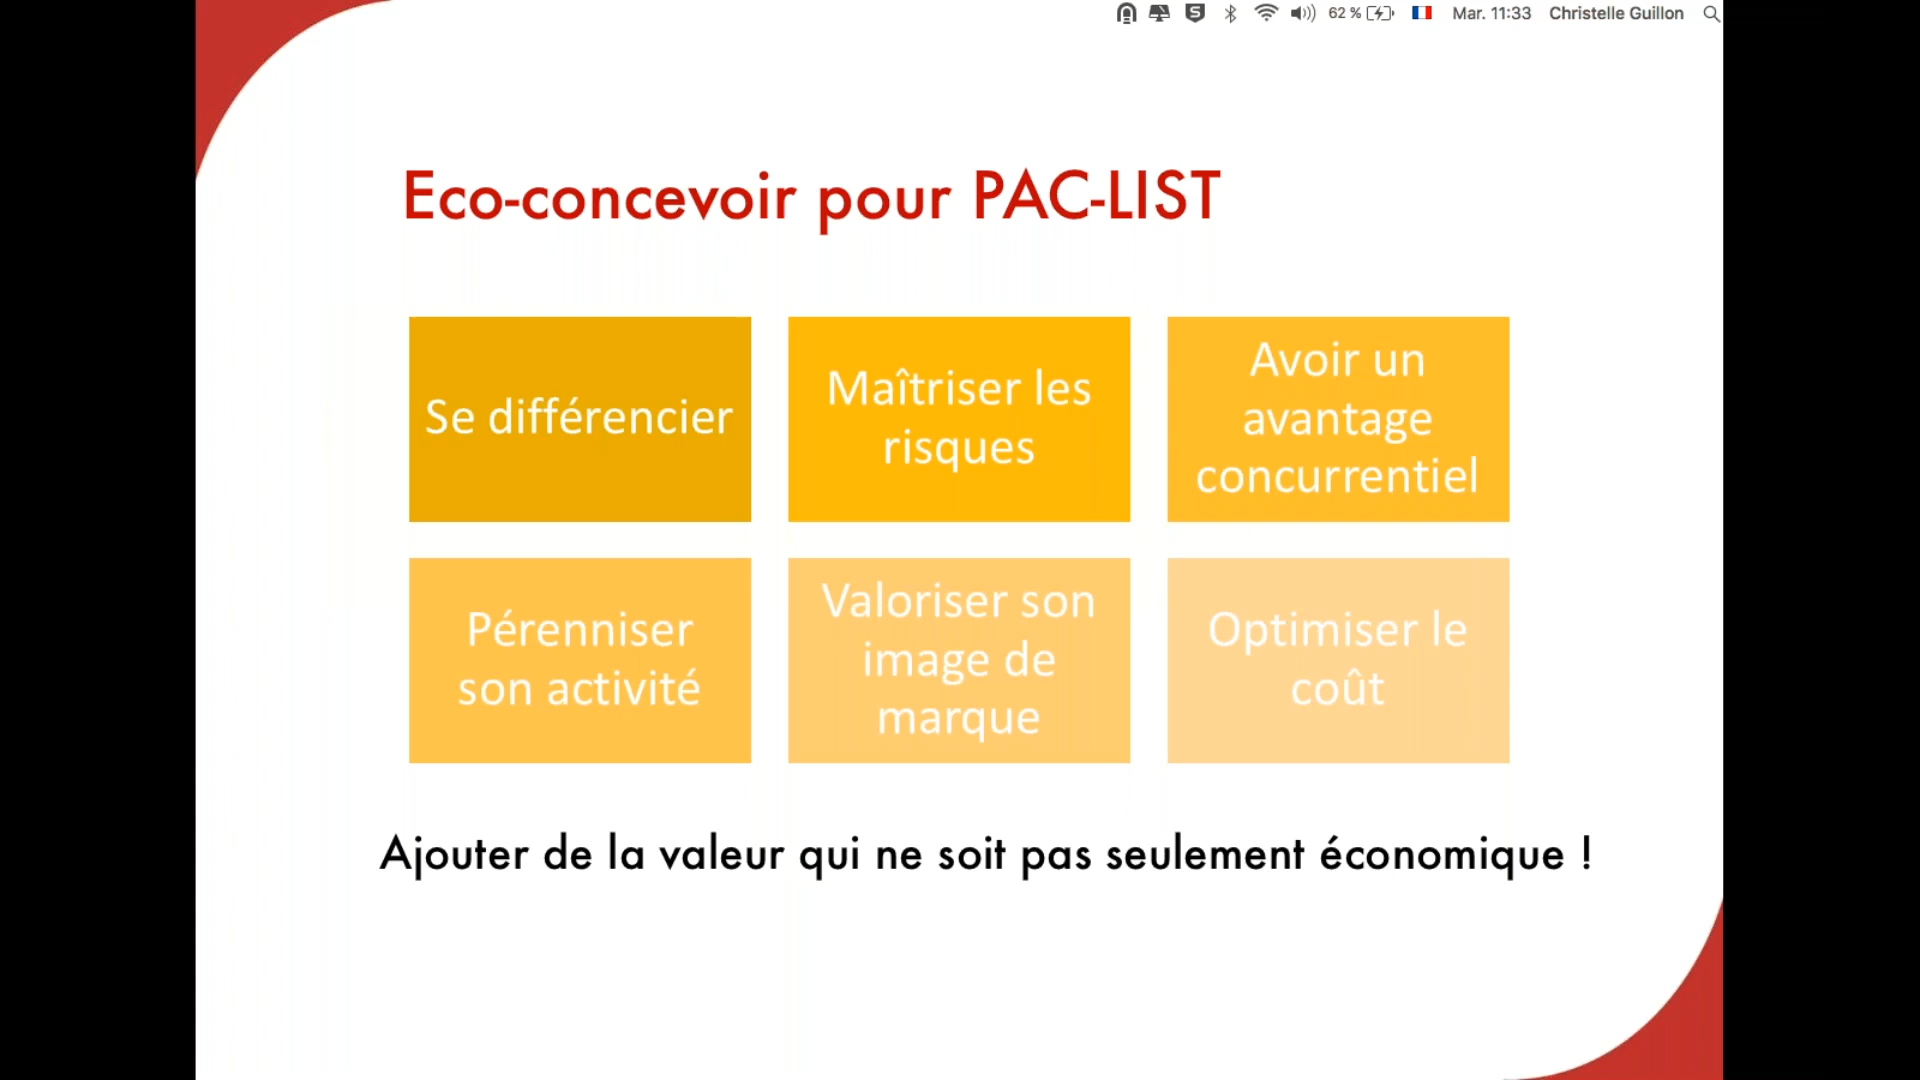 62 % Mar. 11:33 Christelle Guillon
Eco-concevoir pour PAC-LIST
Se différencier
Maîtriser les
risques
Avoir un
avantage
concurrentiel
Pérenniser
son activité
Valoriser son
image de
marque
Optimiser le
coût
Ajouter de la valeur qui ne soit pas seulement économique !